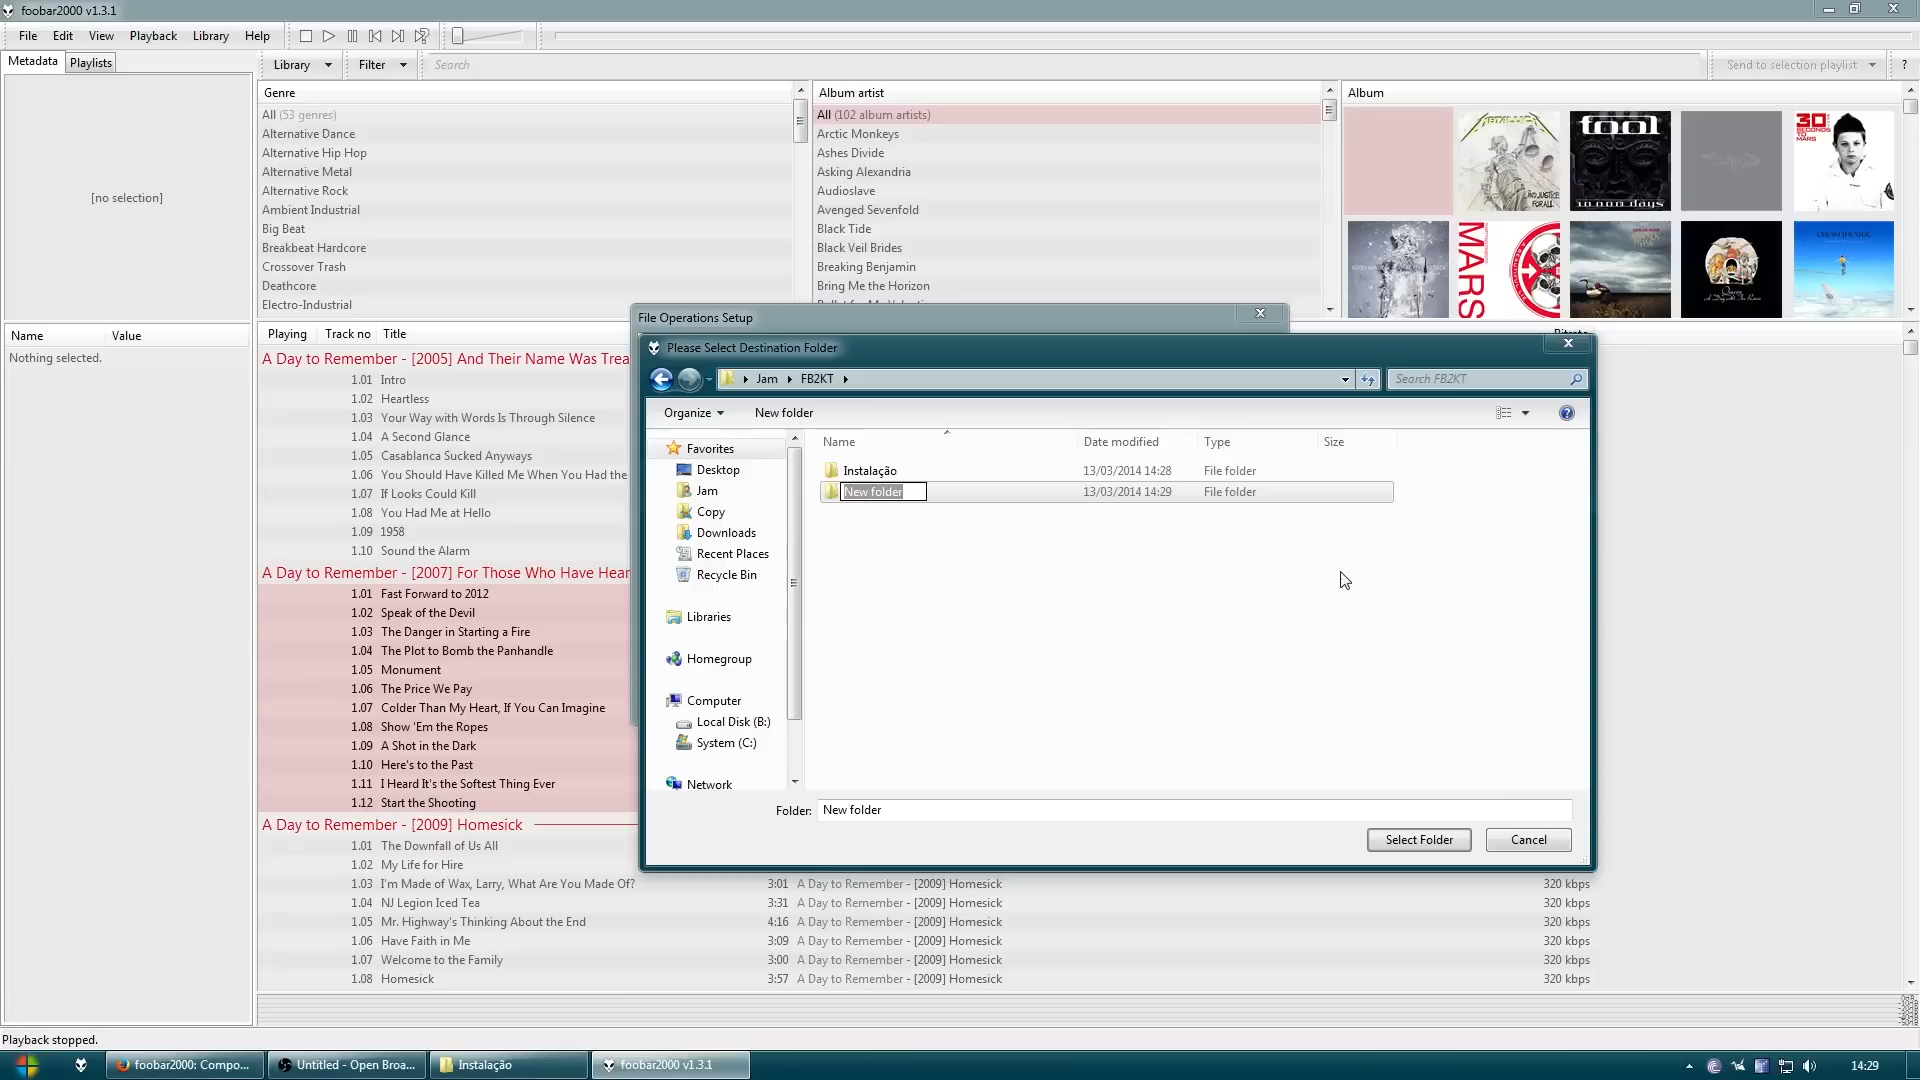 foobar2000 v1.3.1
File Edit View Playback Library Help
Metadata Playlists
Library Filter Search Send to selection playlist ?
[no selection]
Name Value
Nothing selected.
Genre
All (53 genres)
Alternative Dance
Alternative Hip Hop
Alternative Metal
Alternative Rock
Ambient Industrial
Big Beat
Breakbeat Hardcore
Crossover Trash
Deathcore
Electro-Industrial
Album artist
All (102 album artists)
Arctic Monkeys
Ashes Divide
Asking Alexandria
Audioslave
Avenged Sevenfold
Black Tide
Black Veil Brides
Breaking Benjamin
Bring Me the Horizon
Album
METALLICA
AND JUSTICE
FOR ALL
TOOL
10,000 days
30
SECONDS
TO
MARS
MARS
DREAM THEATER
Playing Track no Title Bitrate
A Day to Remember - [2005] And Their Name Was Trea
1.01 Intro
1.02 Heartless
1.03 Your Way with Words Is Through Silence
1.04 A Second Glance
1.05 Casablanca Sucked Anyways
1.06 You Should Have Killed Me When You Had the
1.07 If Looks Could Kill
1.08 You Had Me at Hello
1.09 1958
1.10 Sound the Alarm
A Day to Remember - [2007] For Those Who Have Hear
1.01 Fast Forward to 2012
1.02 Speak of the Devil
1.03 The Danger in Starting a Fire
1.04 The Plot to Bomb the Panhandle
1.05 Monument
1.06 The Price We Pay
1.07 Colder Than My Heart, If You Can Imagine
1.08 Show 'Em the Ropes
1.09 A Shot in the Dark
1.10 Here's to the Past
1.11 I Heard It's the Softest Thing Ever
1.12 Start the Shooting
A Day to Remember - [2009] Homesick
1.01 The Downfall of Us All
1.02 My Life for Hire
1.03 I'm Made of Wax, Larry, What Are You Made Of? 3:01 A Day to Remember - [2009] Homesick 320 kbps
1.04 NJ Legion Iced Tea 3:31 A Day to Remember - [2009] Homesick 320 kbps
1.05 Mr. Highway's Thinking About the End 4:16 A Day to Remember - [2009] Homesick 320 kbps
1.06 Have Faith in Me 3:09 A Day to Remember - [2009] Homesick 320 kbps
1.07 Welcome to the Family 3:00 A Day to Remember - [2009] Homesick 320 kbps
1.08 Homesick 3:57 A Day to Remember - [2009] Homesick 320 kbps
File Operations Setup
Please Select Destination Folder
Jam FB2KT Search FB2KT
Organize New folder
Favorites
Desktop
Jam
Copy
Downloads
Recent Places
Recycle Bin
Libraries
Homegroup
Computer
Local Disk (B:)
System (C:)
Network
Name Date modified Type Size
Instalação 13/03/2014 14:28 File folder
New folder 13/03/2014 14:29 File folder
Folder: New folder
Select Folder Cancel
Playback stopped.
foobar2000: Compo... Untitled - Open Broa... Instalação foobar2000 v1.3.1 14:29